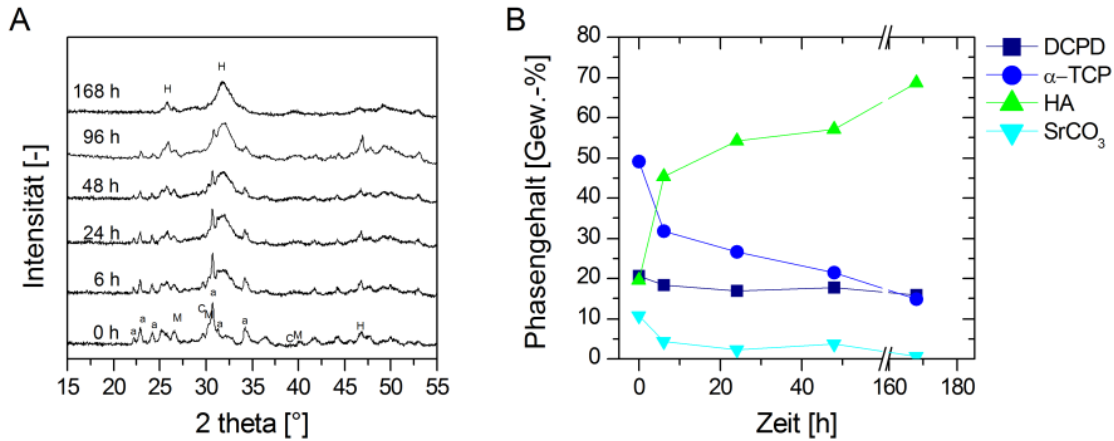 A
168 h
96 h
48 h
24 h
6 h
0 h
H
H
a
a
a
M
C
M
a
a
a
C
M
H
15 20 25 30 35 40 45 50 55
2 theta [°]
Intensität [-]
B
80
70
60
50
40
30
20
10
0
Phasengehalt [Gew.-%]
0 20 40 160 180
Zeit [h]
DCPD
α−TCP
HA
SrCO₃